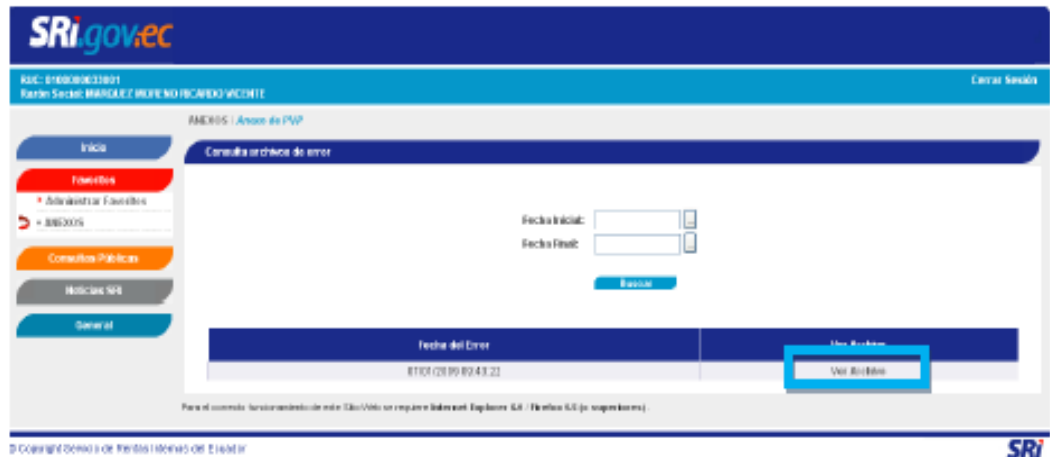 SRi.gov.ec
Razón Social: MARQUEZ MORENO RICARDO VICENTE
Cerrar Sesión
ANEXOS | Anexo de PVP
Inicio
Consulta archivos de error
Favoritos
Administrar Favoritos
ANEXOS
Fecha Inicial:
Fecha Final:
Consultas Públicas
Buscar
Noticias SRI
General
Fecha del Error
Ver Archivo
Ver Archivo
Para el correcto funcionamiento de este Sitio Web se requiere Internet Explorer 6.0 / Firefox 1.5 (o superiores).
© Copyright Servicio de Rentas Internas del Ecuador
SRi